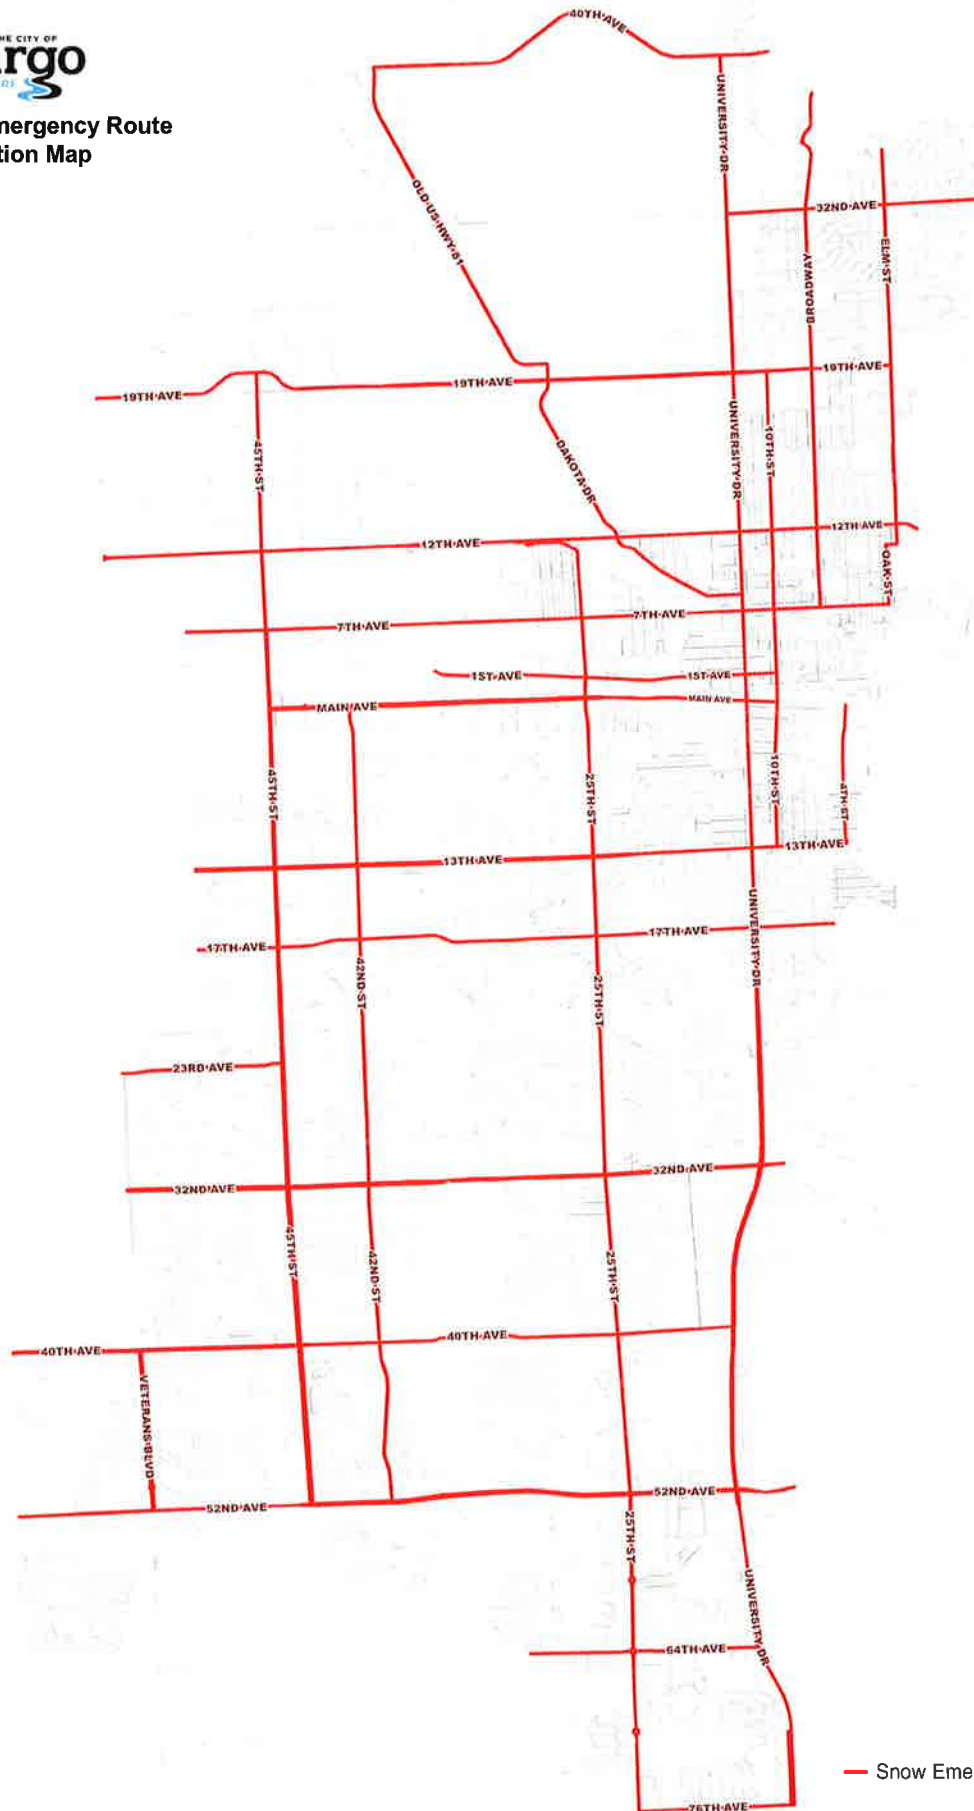 HE CITY OF
rgo
mergency Route
tion Map
40TH AVE
UNIVERSITY DR
OLD US HWY 81
32ND AVE
BROADWAY
ELM ST
19TH AVE
19TH AVE
19TH AVE
45TH ST
DAKOTA DR
UNIVERSITY DR
10TH ST
12TH AVE
12TH AVE
OAK ST
7TH AVE
7TH AVE
1ST AVE
1ST AVE
MAIN AVE
MAIN AVE
45TH ST
25TH ST
10TH ST
4TH ST
13TH AVE
13TH AVE
17TH AVE
17TH AVE
UNIVERSITY DR
42ND ST
25TH ST
23RD AVE
32ND AVE
32ND AVE
45TH ST
42ND ST
25TH ST
40TH AVE
40TH AVE
VETERANS BLVD
52ND AVE
52ND AVE
25TH ST
UNIVERSITY DR
64TH AVE
Snow Eme
76TH AVE